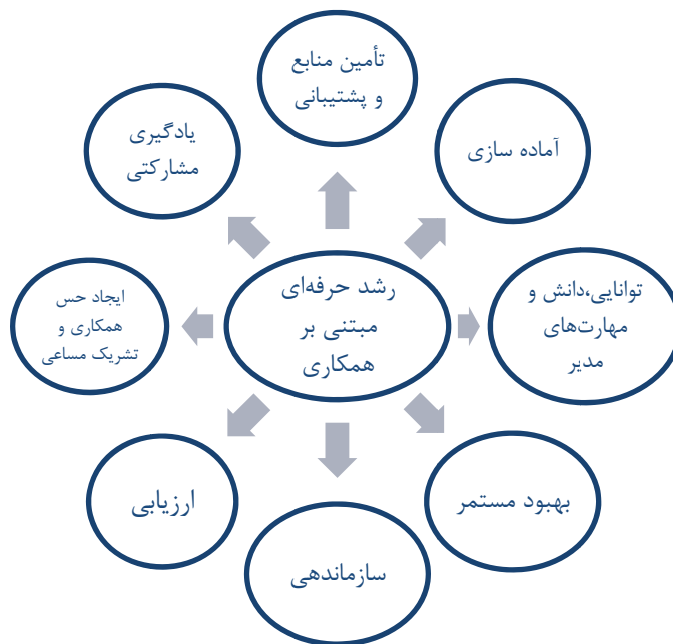 تأمین منابع
و پشتیبانی
آماده سازی
یادگیری
مشارکتی
رشد حرفه‌ای
مبتنی بر
همکاری
توانایی،دانش و
مهارت‌های
مدیر
ایجاد حس
همکاری و
تشریک مساعی
بهبود مستمر
ارزیابی
سازماندهی